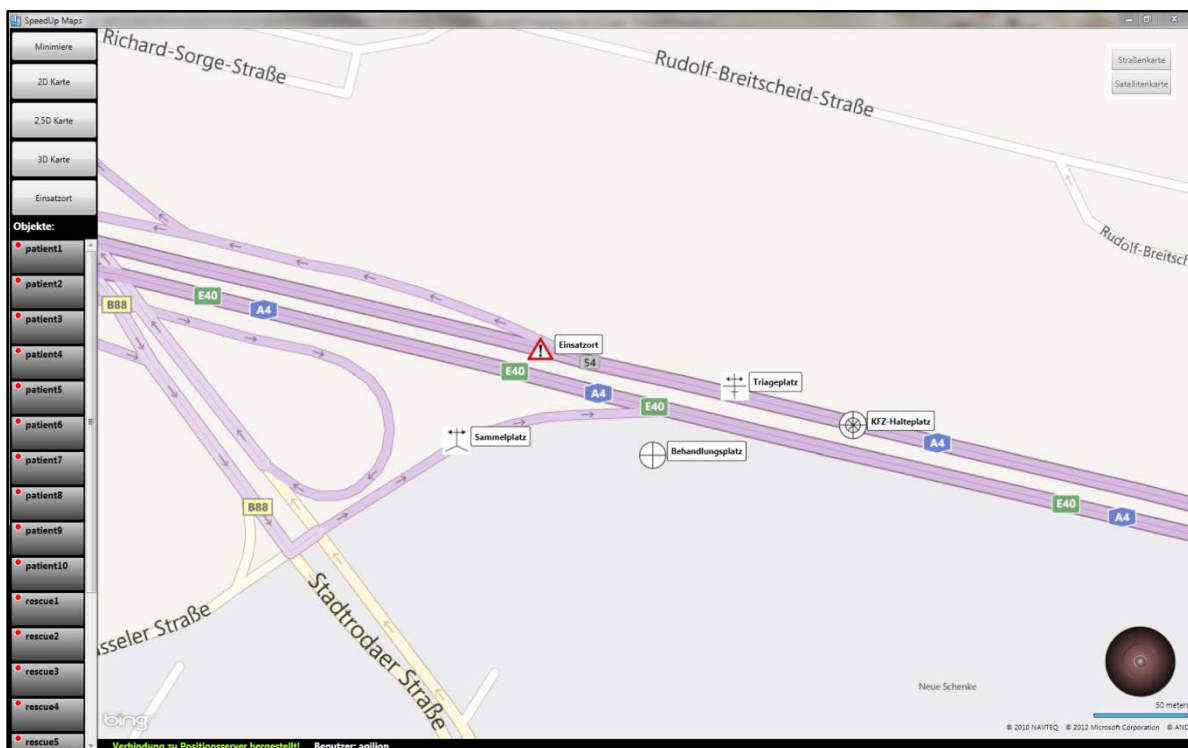 SpeedUp Maps
Minimiere
2D Karte
2,5D Karte
3D Karte
Einsatzort
Objekte:
patient1
patient2
patient3
patient4
patient5
patient6
patient7
patient8
patient9
patient10
rescue1
rescue2
rescue3
rescue4
rescue5
Richard-Sorge-Straße
Rudolf-Breitscheid-Straße
Straßenkarte
Satellitenkarte
Rudolf-Breitsch
B88
E40
A4
Einsatzort
54
E40
A4
Triageplatz
E40
KFZ-Halteplatz
A4
Sammelplatz
Behandlungsplatz
B88
E40
A4
Stadtrodaer Straße
sseler Straße
Neue Schenke
50 meters
bing
© 2010 NAVTEQ © 2012 Microsoft Corporation © AND
Verbindung zu Positionsserver hergestellt! Benutzer: agilion